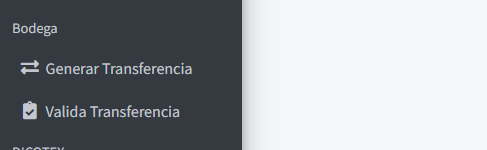 Bodega
Generar Transferencia
Valida Transferencia